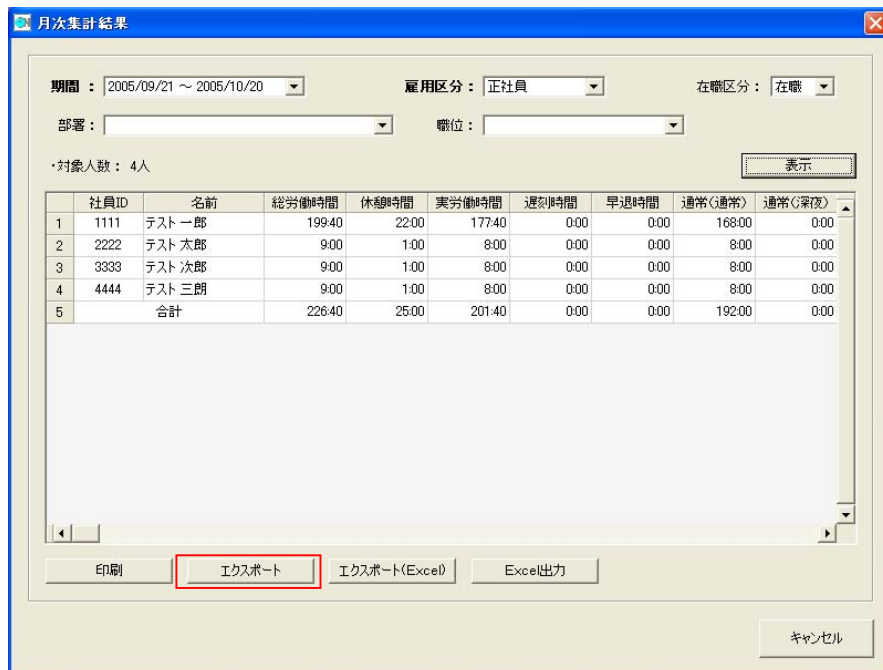 月次集計結果
期間： 2005/09/21 ～ 2005/10/20 雇用区分： 正社員 在職区分： 在職
部署： 職位：
・対象人数： 4人 表示
社員ID 名前 総労働時間 休憩時間 実労働時間 遅刻時間 早退時間 通常(通常) 通常(深夜)
1 1111 テスト 一郎 199:40 22:00 177:40 0:00 0:00 168:00 0:00
2 2222 テスト 太郎 9:00 1:00 8:00 0:00 0:00 8:00 0:00
3 3333 テスト 次郎 9:00 1:00 8:00 0:00 0:00 8:00 0:00
4 4444 テスト 三朗 9:00 1:00 8:00 0:00 0:00 8:00 0:00
5 合計 226:40 25:00 201:40 0:00 0:00 192:00 0:00
印刷 エクスポート エクスポート(Excel) Excel出力
キャンセル